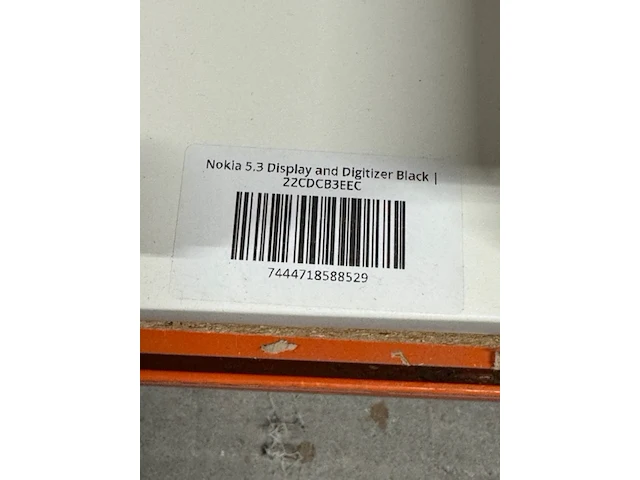 Nokia 5.3 Display and Digitizer Black |
22CDCB3EEC
7444718588529